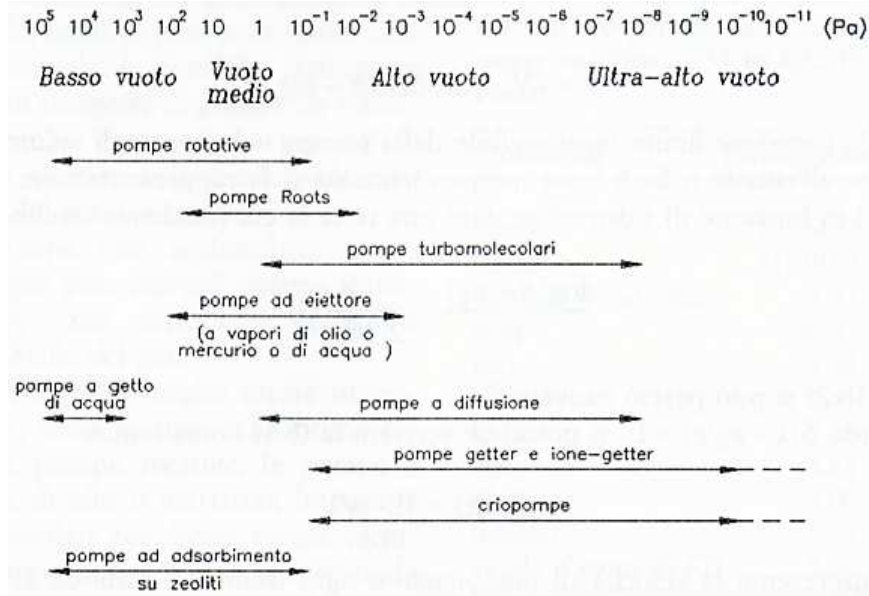 10⁵ 10⁴ 10³ 10² 10 1 10⁻¹ 10⁻² 10⁻³ 10⁻⁴ 10⁻⁵ 10⁻⁶ 10⁻⁷ 10⁻⁸ 10⁻⁹ 10⁻¹⁰ 10⁻¹¹ (Pa)
Basso vuoto
Vuoto
medio
Alto vuoto
Ultra-alto vuoto
pompe rotative
pompe Roots
pompe turbomolecolari
pompe ad eiettore
(a vapori di olio o
mercurio o di acqua )
pompe a getto
di acqua
pompe a diffusione
pompe getter e ione-getter
criopompe
pompe ad adsorbimento
su zeoliti